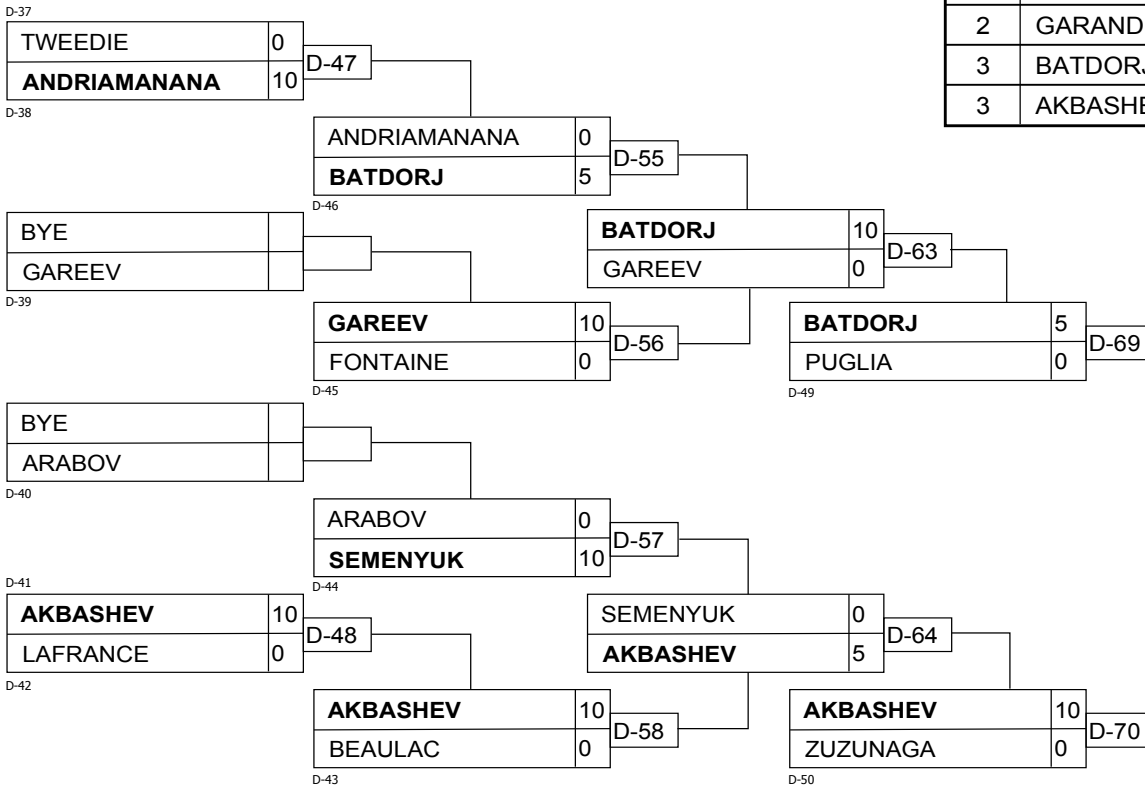 D-37
TWEEDIE 0
D-47
ANDRIAMANANA 10
D-38
2 GARAND
3 BATDORJ
3
ANDRIAMANANA 0
D-55
BATDORJ 5
D-46
BYE
GAREEV
D-39
BATDORJ 10
D-63
GAREEV 0
GAREEV 10
D-56
FONTAINE 0
D-45
BATDORJ 5
D-69
PUGLIA 0
D-49
BYE
ARABOV
D-40
ARABOV 0
D-57
SEMENYUK 10
D-44
D-41
AKBASHEV 10
D-48
LAFRANCE 0
D-42
SEMENYUK 0
D-64
AKBASHEV 5
AKBASHEV 10
D-58
BEAULAC 0
D-43
AKBASHEV 10
D-70
ZUZUNAGA 0
D-50